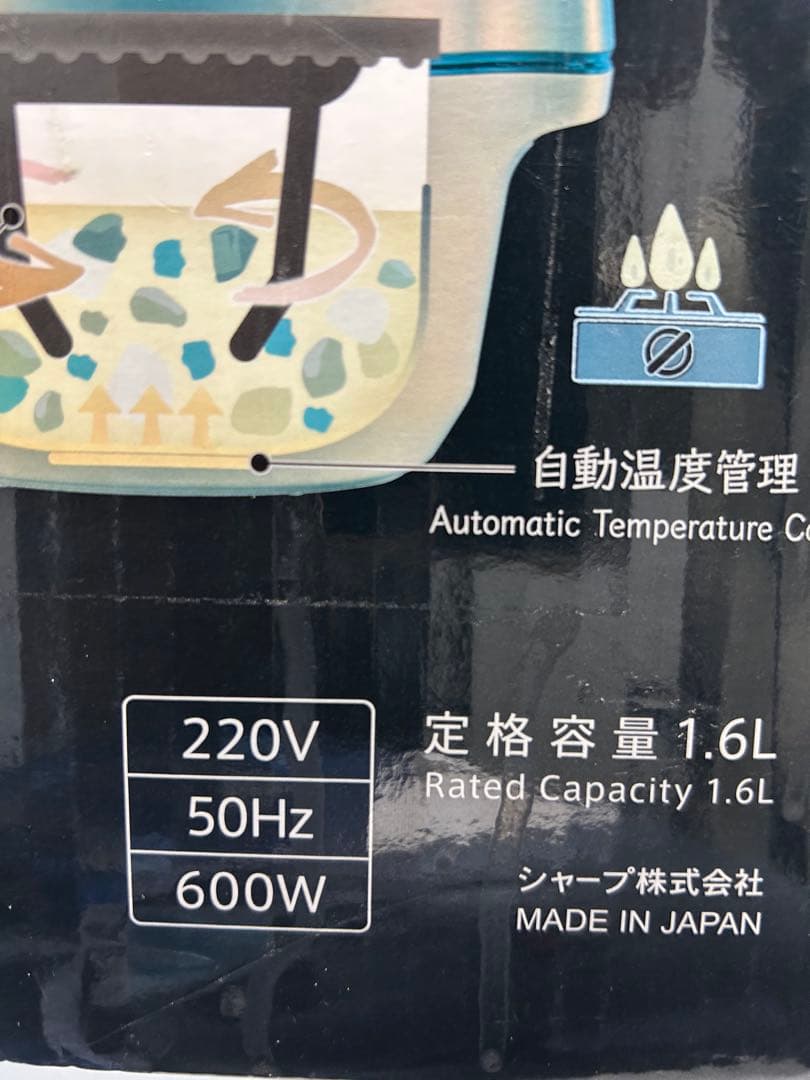 自動温度管理
Automatic Temperature
220V
50Hz
600W
定格容量 1.6L
Rated Capacity 1.6L
シャープ株式会社
MADE IN JAPAN